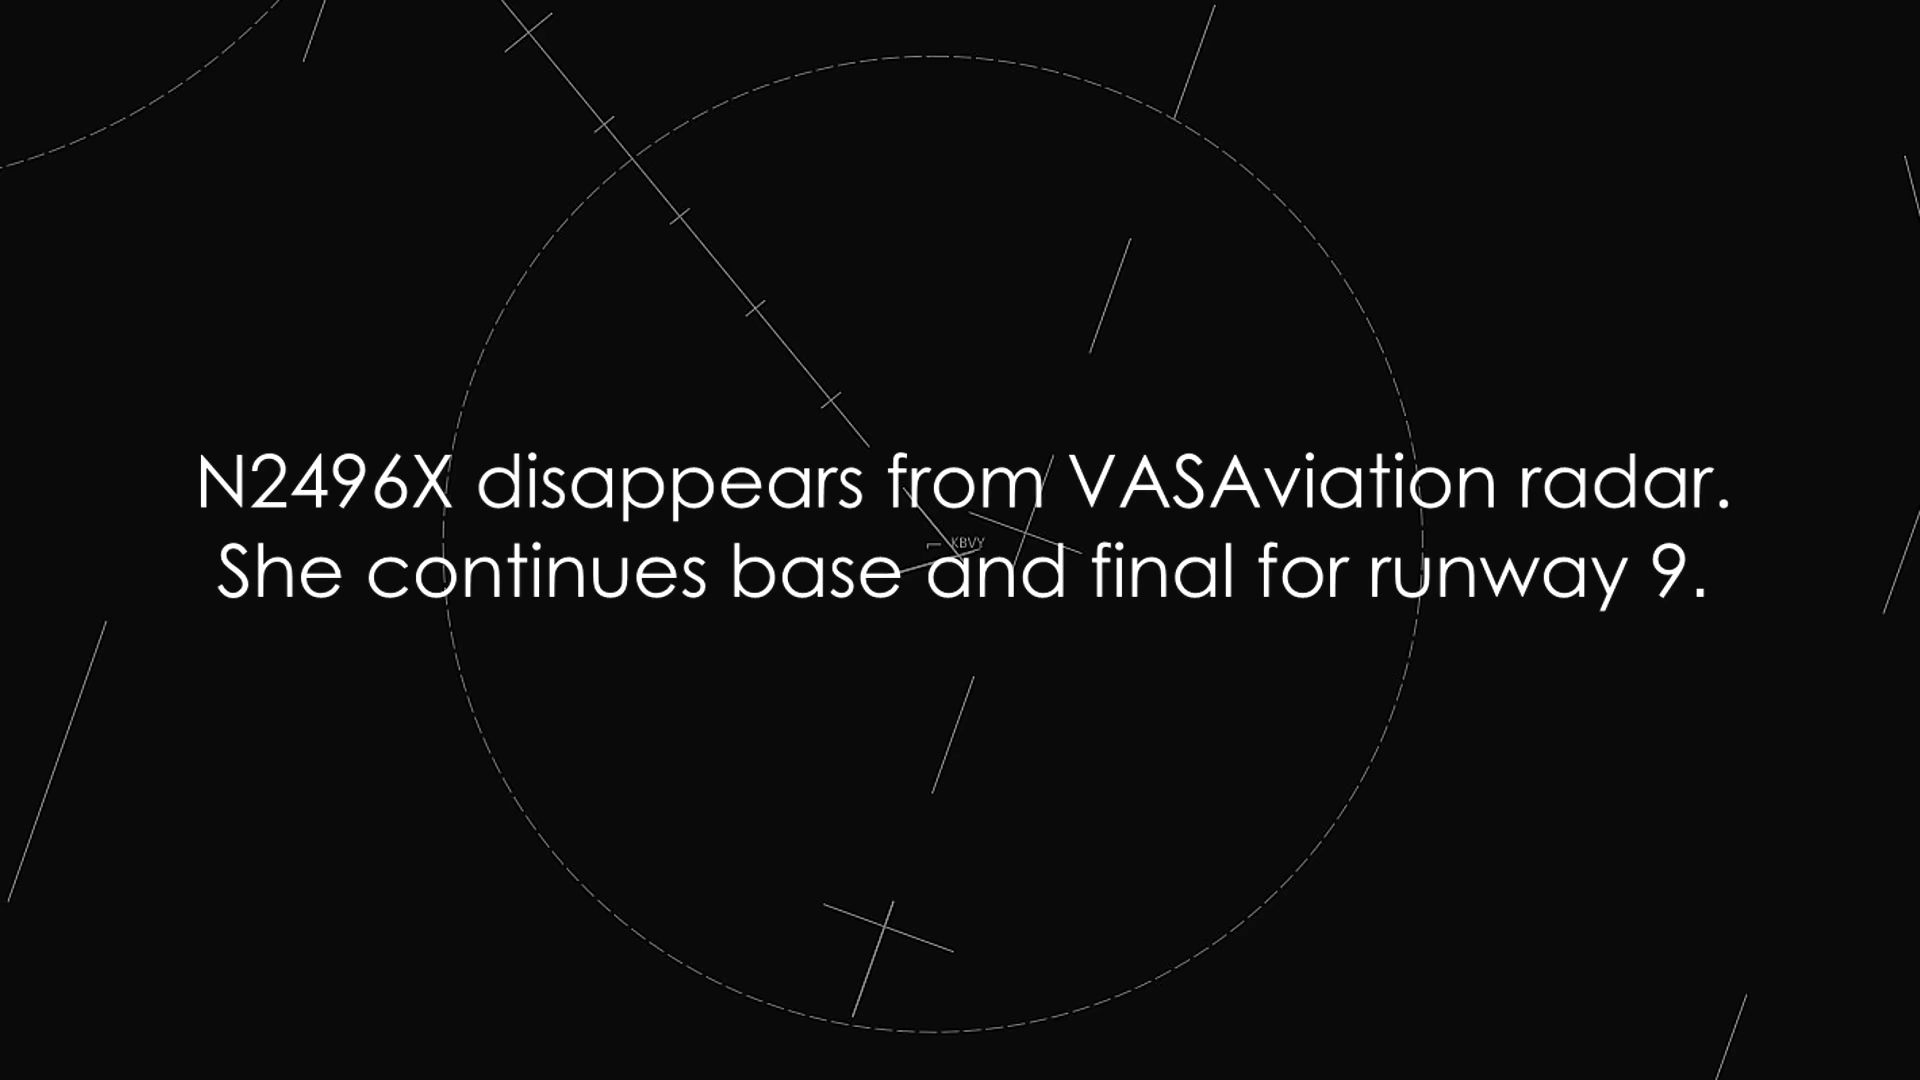 N2496X disappears from VASAviation radar.
KBVY
She continues base and final for runway 9.